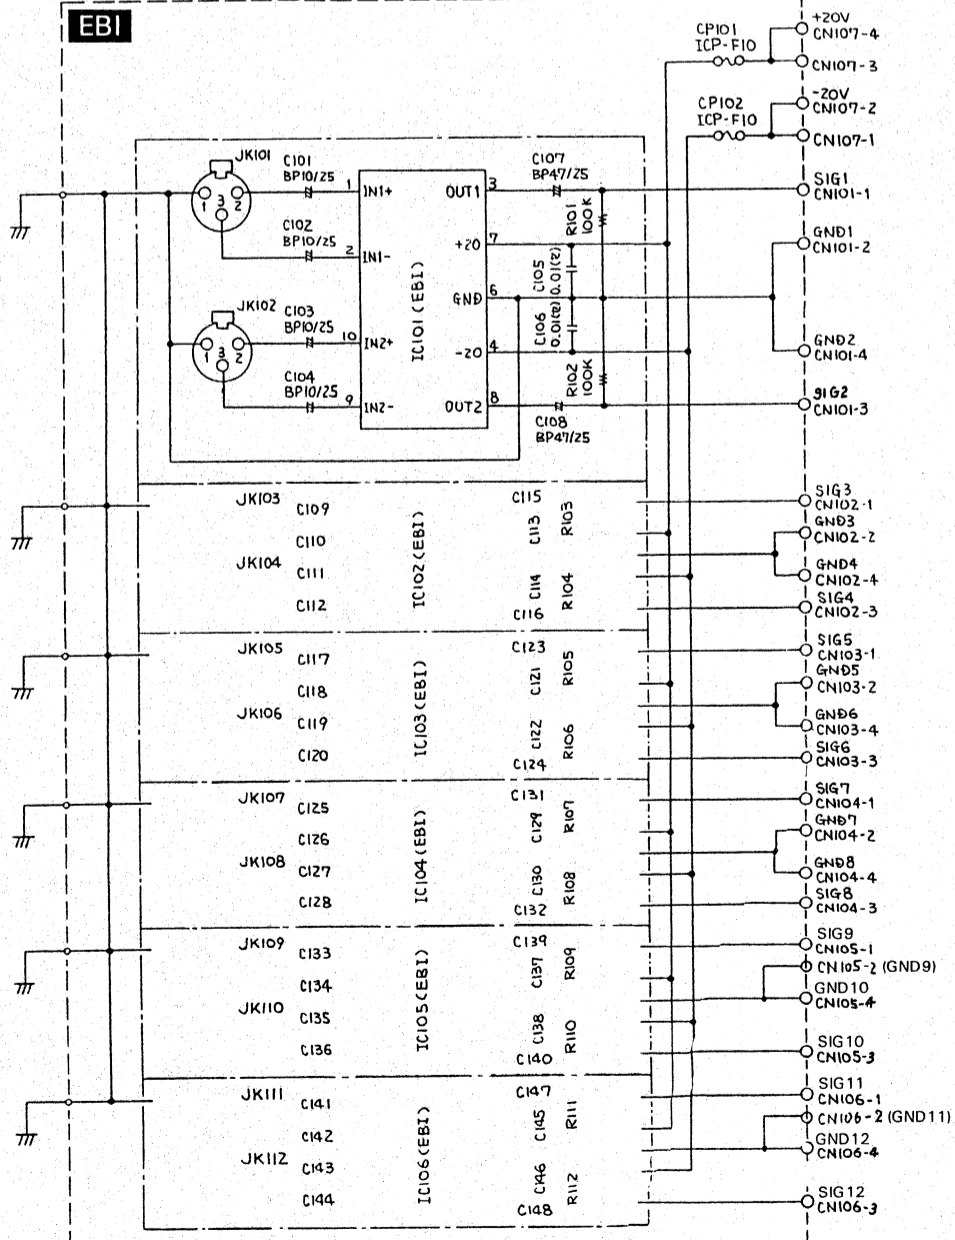 EBI
CP101
ICP-F10
+20V
CN107-4
CN107-3
CP102
ICP-F10
-20V
CN107-2
CN107-1
JK101
C101
BP10/25
1 2 3
1
IN1+
OUT1
3
C107
BP47/25
SIG1
CN101-1
R101
100K
C102
BP10/25
2
IN1-
+20
7
GND1
CN101-2
C105
0.01(Z)
IC101(EBI)
GND
6
JK102
C103
BP10/25
1 2 3
10
IN2+
C106
0.01(Z)
-20
4
GND2
CN101-4
R102
100K
C104
BP10/25
9
IN2-
OUT2
8
C108
BP47/25
SIG2
CN101-3
JK103
C109
C110
JK104
C111
C112
IC102(EBI)
C115
C113
R103
C114
R104
C116
SIG3
CN102-1
GND3
CN102-2
GND4
CN102-4
SIG4
CN102-3
JK105
C117
C118
JK106
C119
C120
IC103(EBI)
C123
C121
R105
C122
R106
C124
SIG5
CN103-1
GND5
CN103-2
GND6
CN103-4
SIG6
CN103-3
JK107
C125
C126
JK108
C127
C128
IC104(EBI)
C131
C129
R107
C130
R108
C132
SIG7
CN104-1
GND7
CN104-2
GND8
CN104-4
SIG8
CN104-3
JK109
C133
C134
JK110
C135
C136
IC105(EBI)
C139
C137
R109
C138
R110
C140
SIG9
CN105-1
CN105-2 (GND9)
GND10
CN105-4
SIG10
CN105-3
JK111
C141
C142
JK112
C143
C144
IC106(EBI)
C147
C145
R111
C146
R112
C148
SIG11
CN106-1
CN106-2 (GND11)
GND12
CN106-4
SIG12
CN106-3